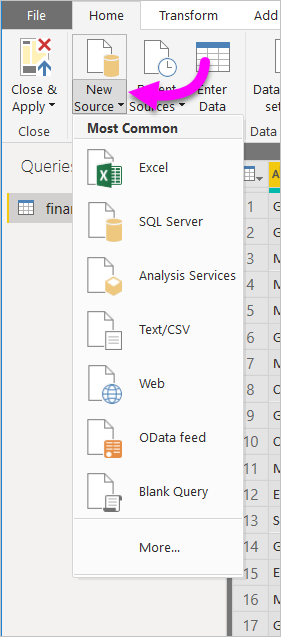 File Home Transform Add
Close & New Recent Enter Data
Apply Source Sources Data set
Close Data
Most Common
Queries
Excel
finan
SQL Server
Analysis Services
Text/CSV
Web
OData feed
Blank Query
More...
A
1 G
2 G
3 M
4 M
5 M
6 G
7 M
8 C
9 G
10 C
11 M
12 E
13 S
14 G
15 E
16 M
17 G